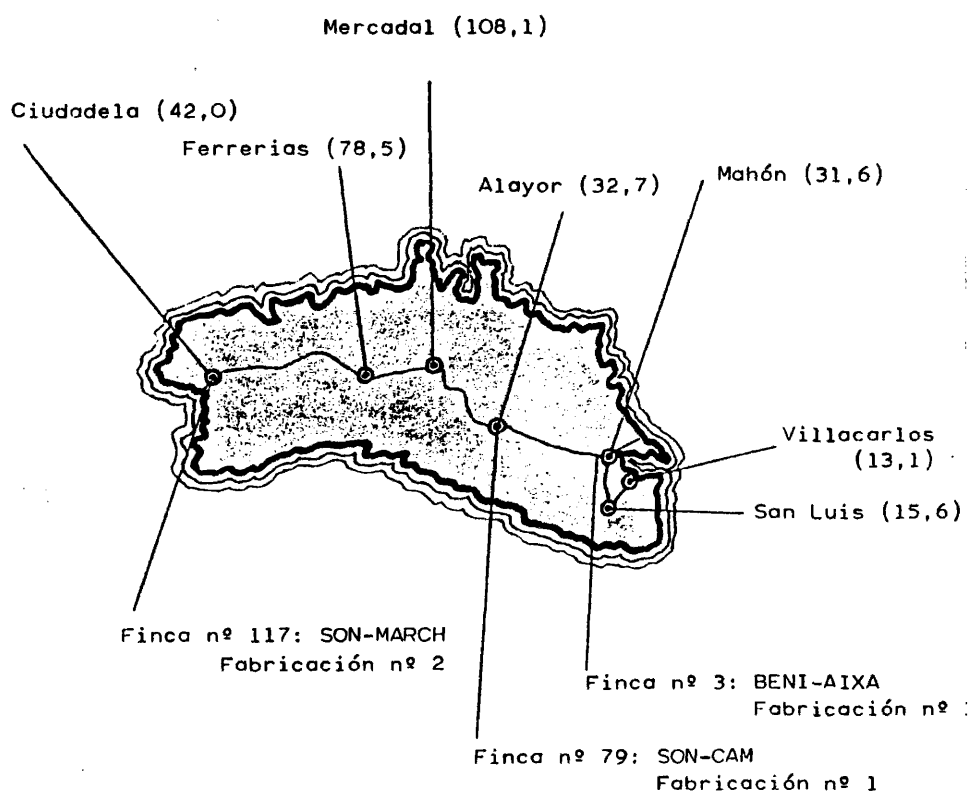 Mercadal (108,1)
Ciudadela (42,0)
Ferrerias (78,5)
Alayor (32,7)
Mahón (31,6)
Villacarlos
(13,1)
San Luis (15,6)
Finca nº 117: SON-MARCH
Fabricación nº 2
Finca nº 3: BENI-AIXA
Fabricación nº
Finca nº 79: SON-CAM
Fabricación nº 1